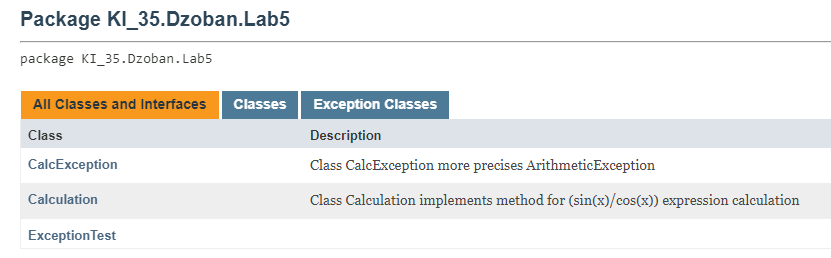 Package KI_35.Dzoban.Lab5
package KI_35.Dzoban.Lab5
All Classes and Interfaces Classes Exception Classes
Class Description
CalcException Class CalcException more precises ArithmeticException
Calculation Class Calculation implements method for (sin(x)/cos(x)) expression calculation
ExceptionTest